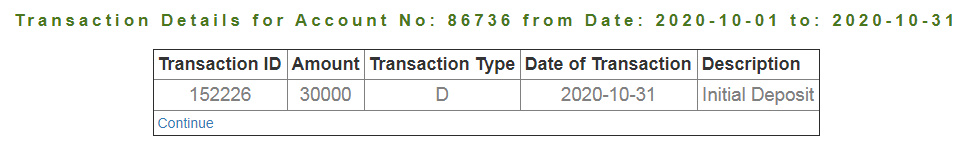 Transaction Details for Account No: 86736 from Date: 2020-10-01 to: 2020-10-31
Transaction ID Amount Transaction Type Date of Transaction Description
152226 30000 D 2020-10-31 Initial Deposit
Continue